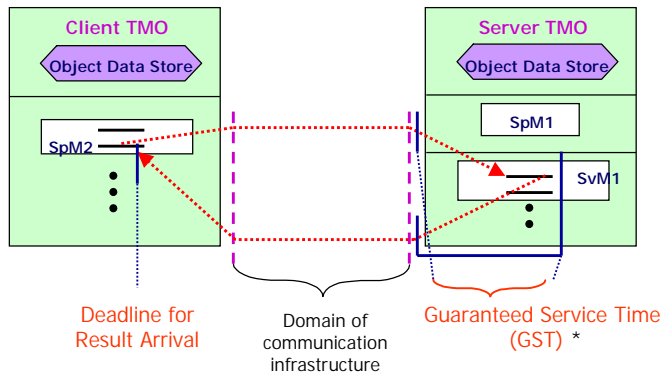 Client TMO
Object Data Store
SpM2
Server TMO
Object Data Store
SpM1
SvM1
Deadline for
Result Arrival
Domain of
communication
infrastructure
Guaranteed Service Time
(GST) *